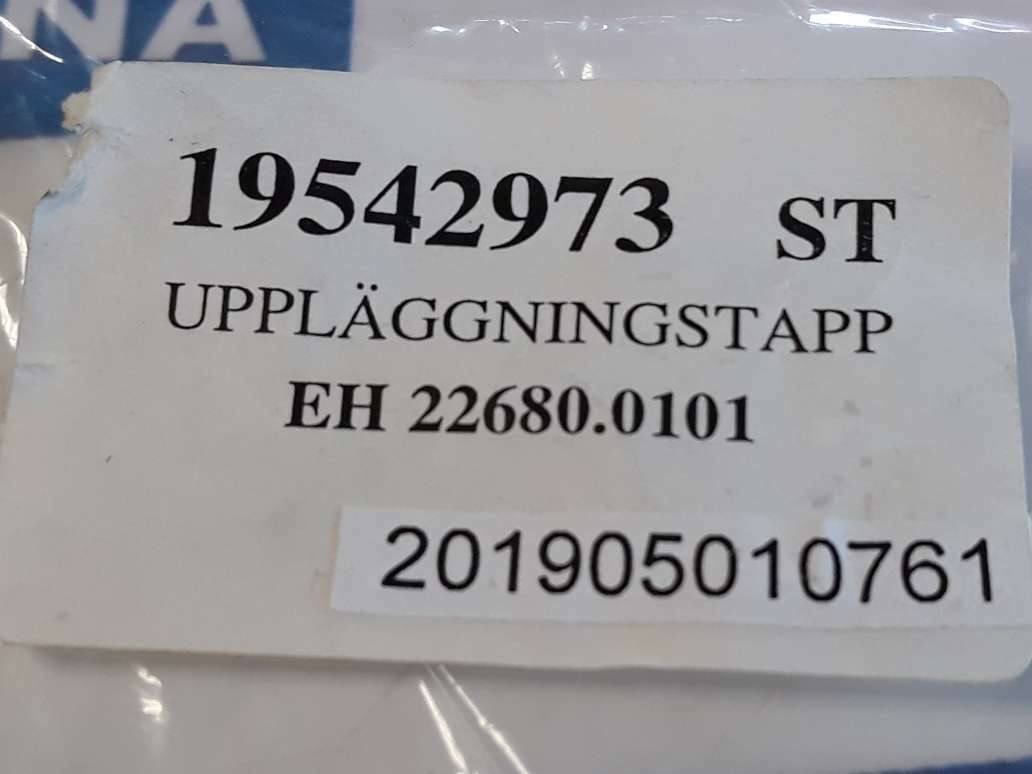 NA
19542973 ST
UPPLÄGGNINGSTAPP
EH 22680.0101
201905010761